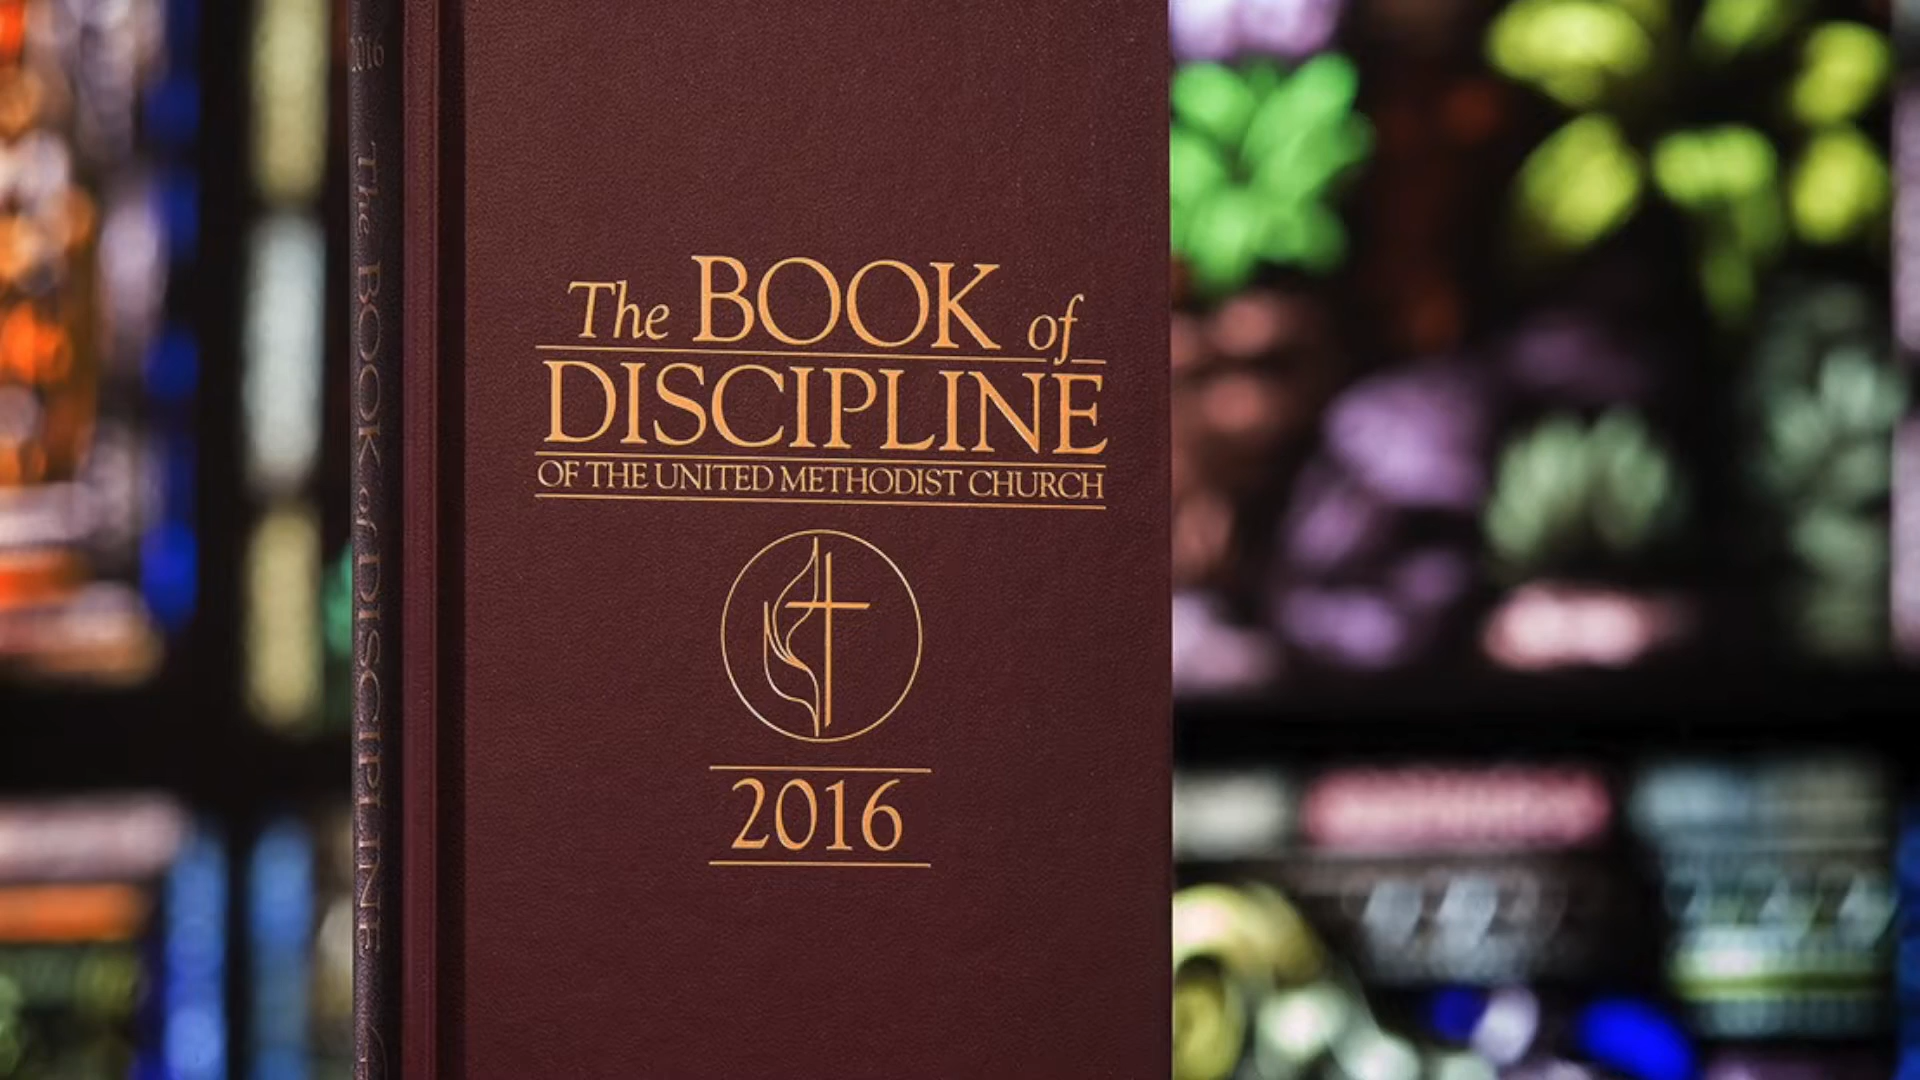 2016 The BOOK of DISCIPLINE
The BOOK of
DISCIPLINE
OF THE UNITED METHODIST CHURCH
2016